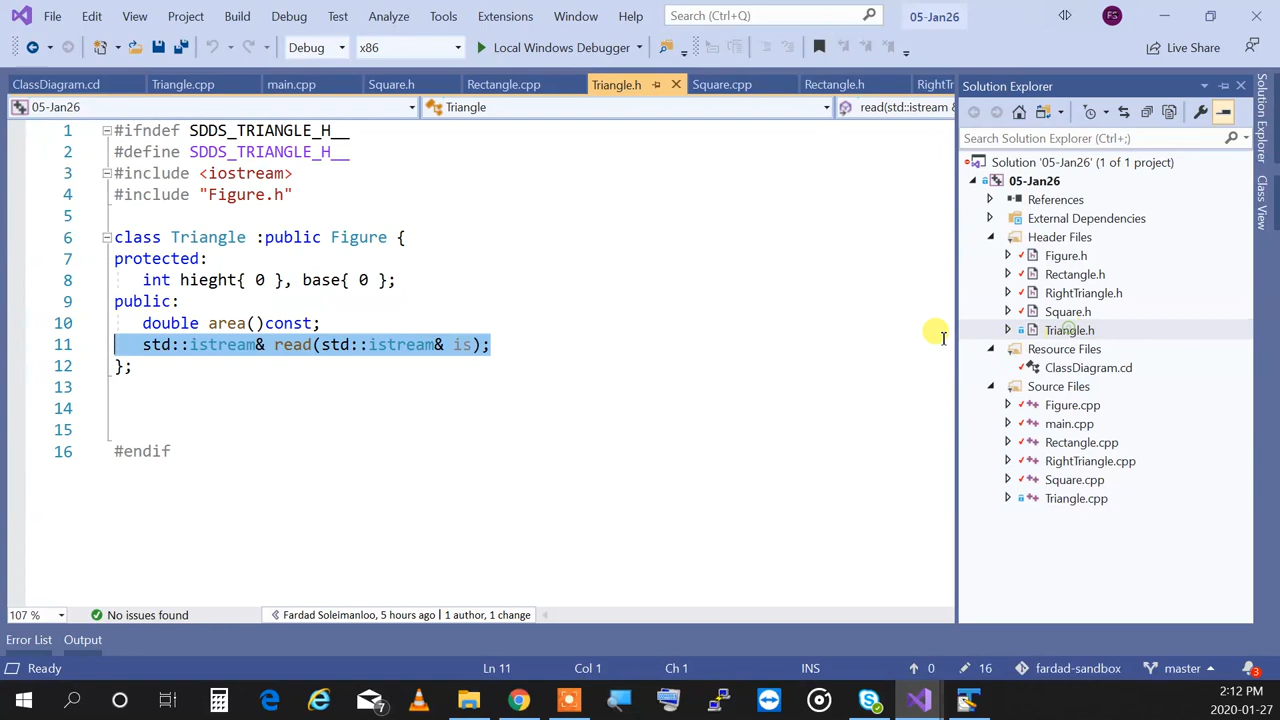 File Edit View Project Build Debug Test Analyze Tools Extensions Window Help Search (Ctrl+Q) 05-Jan26 FS
Debug x86 Local Windows Debugger Live Share
ClassDiagram.cd Triangle.cpp main.cpp Square.h Rectangle.cpp Triangle.h Square.cpp Rectangle.h RightTr
05-Jan26 Triangle read(std::istream &
1 #ifndef SDDS_TRIANGLE_H__
2 #define SDDS_TRIANGLE_H__
3 #include <iostream>
4 #include "Figure.h"
5
6 class Triangle :public Figure {
7 protected:
8 int hieght{ 0 }, base{ 0 };
9 public:
10 double area()const;
11 std::istream& read(std::istream& is);
12 };
13
14
15
16 #endif
107 % No issues found Fardad Soleimanloo, 5 hours ago | 1 author, 1 change
Solution Explorer
Search Solution Explorer (Ctrl+;)
Solution '05-Jan26' (1 of 1 project)
05-Jan26
References
External Dependencies
Header Files
Figure.h
Rectangle.h
RightTriangle.h
Square.h
Triangle.h
Resource Files
ClassDiagram.cd
Source Files
Figure.cpp
main.cpp
Rectangle.cpp
RightTriangle.cpp
Square.cpp
Triangle.cpp
Solution Explorer
Class View
Error List Output
Ready Ln 11 Col 1 Ch 1 INS 0 16 fardad-sandbox master 3
7
2:12 PM
2020-01-27